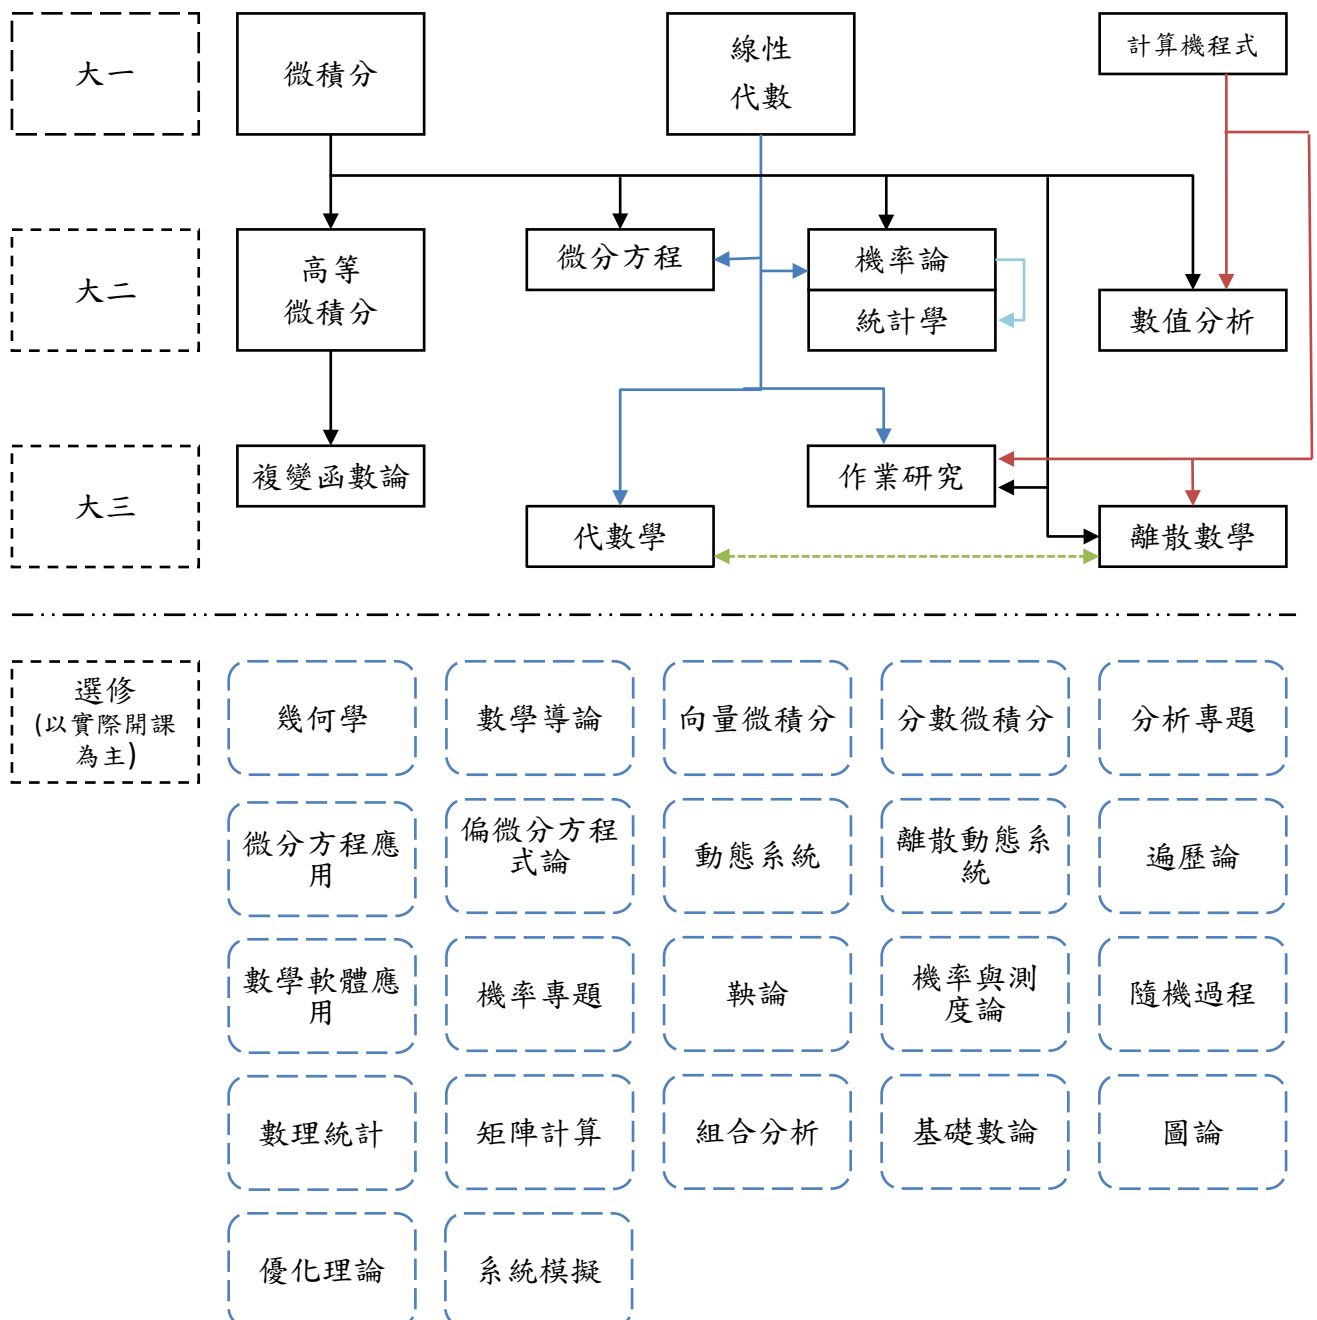 大一
微積分
線性
代數
計算機程式
大二
高等
微積分
微分方程
機率論
統計學
數值分析
大三
複變函數論
代數學
作業研究
離散數學
選修
(以實際開課
為主)
幾何學
數學導論
向量微積分
分數微積分
分析專題
微分方程應
用
偏微分方程
式論
動態系統
離散動態系
統
遍歷論
數學軟體應
用
機率專題
鞅論
機率與測
度論
隨機過程
數理統計
矩陣計算
組合分析
基礎數論
圖論
優化理論
系統模擬